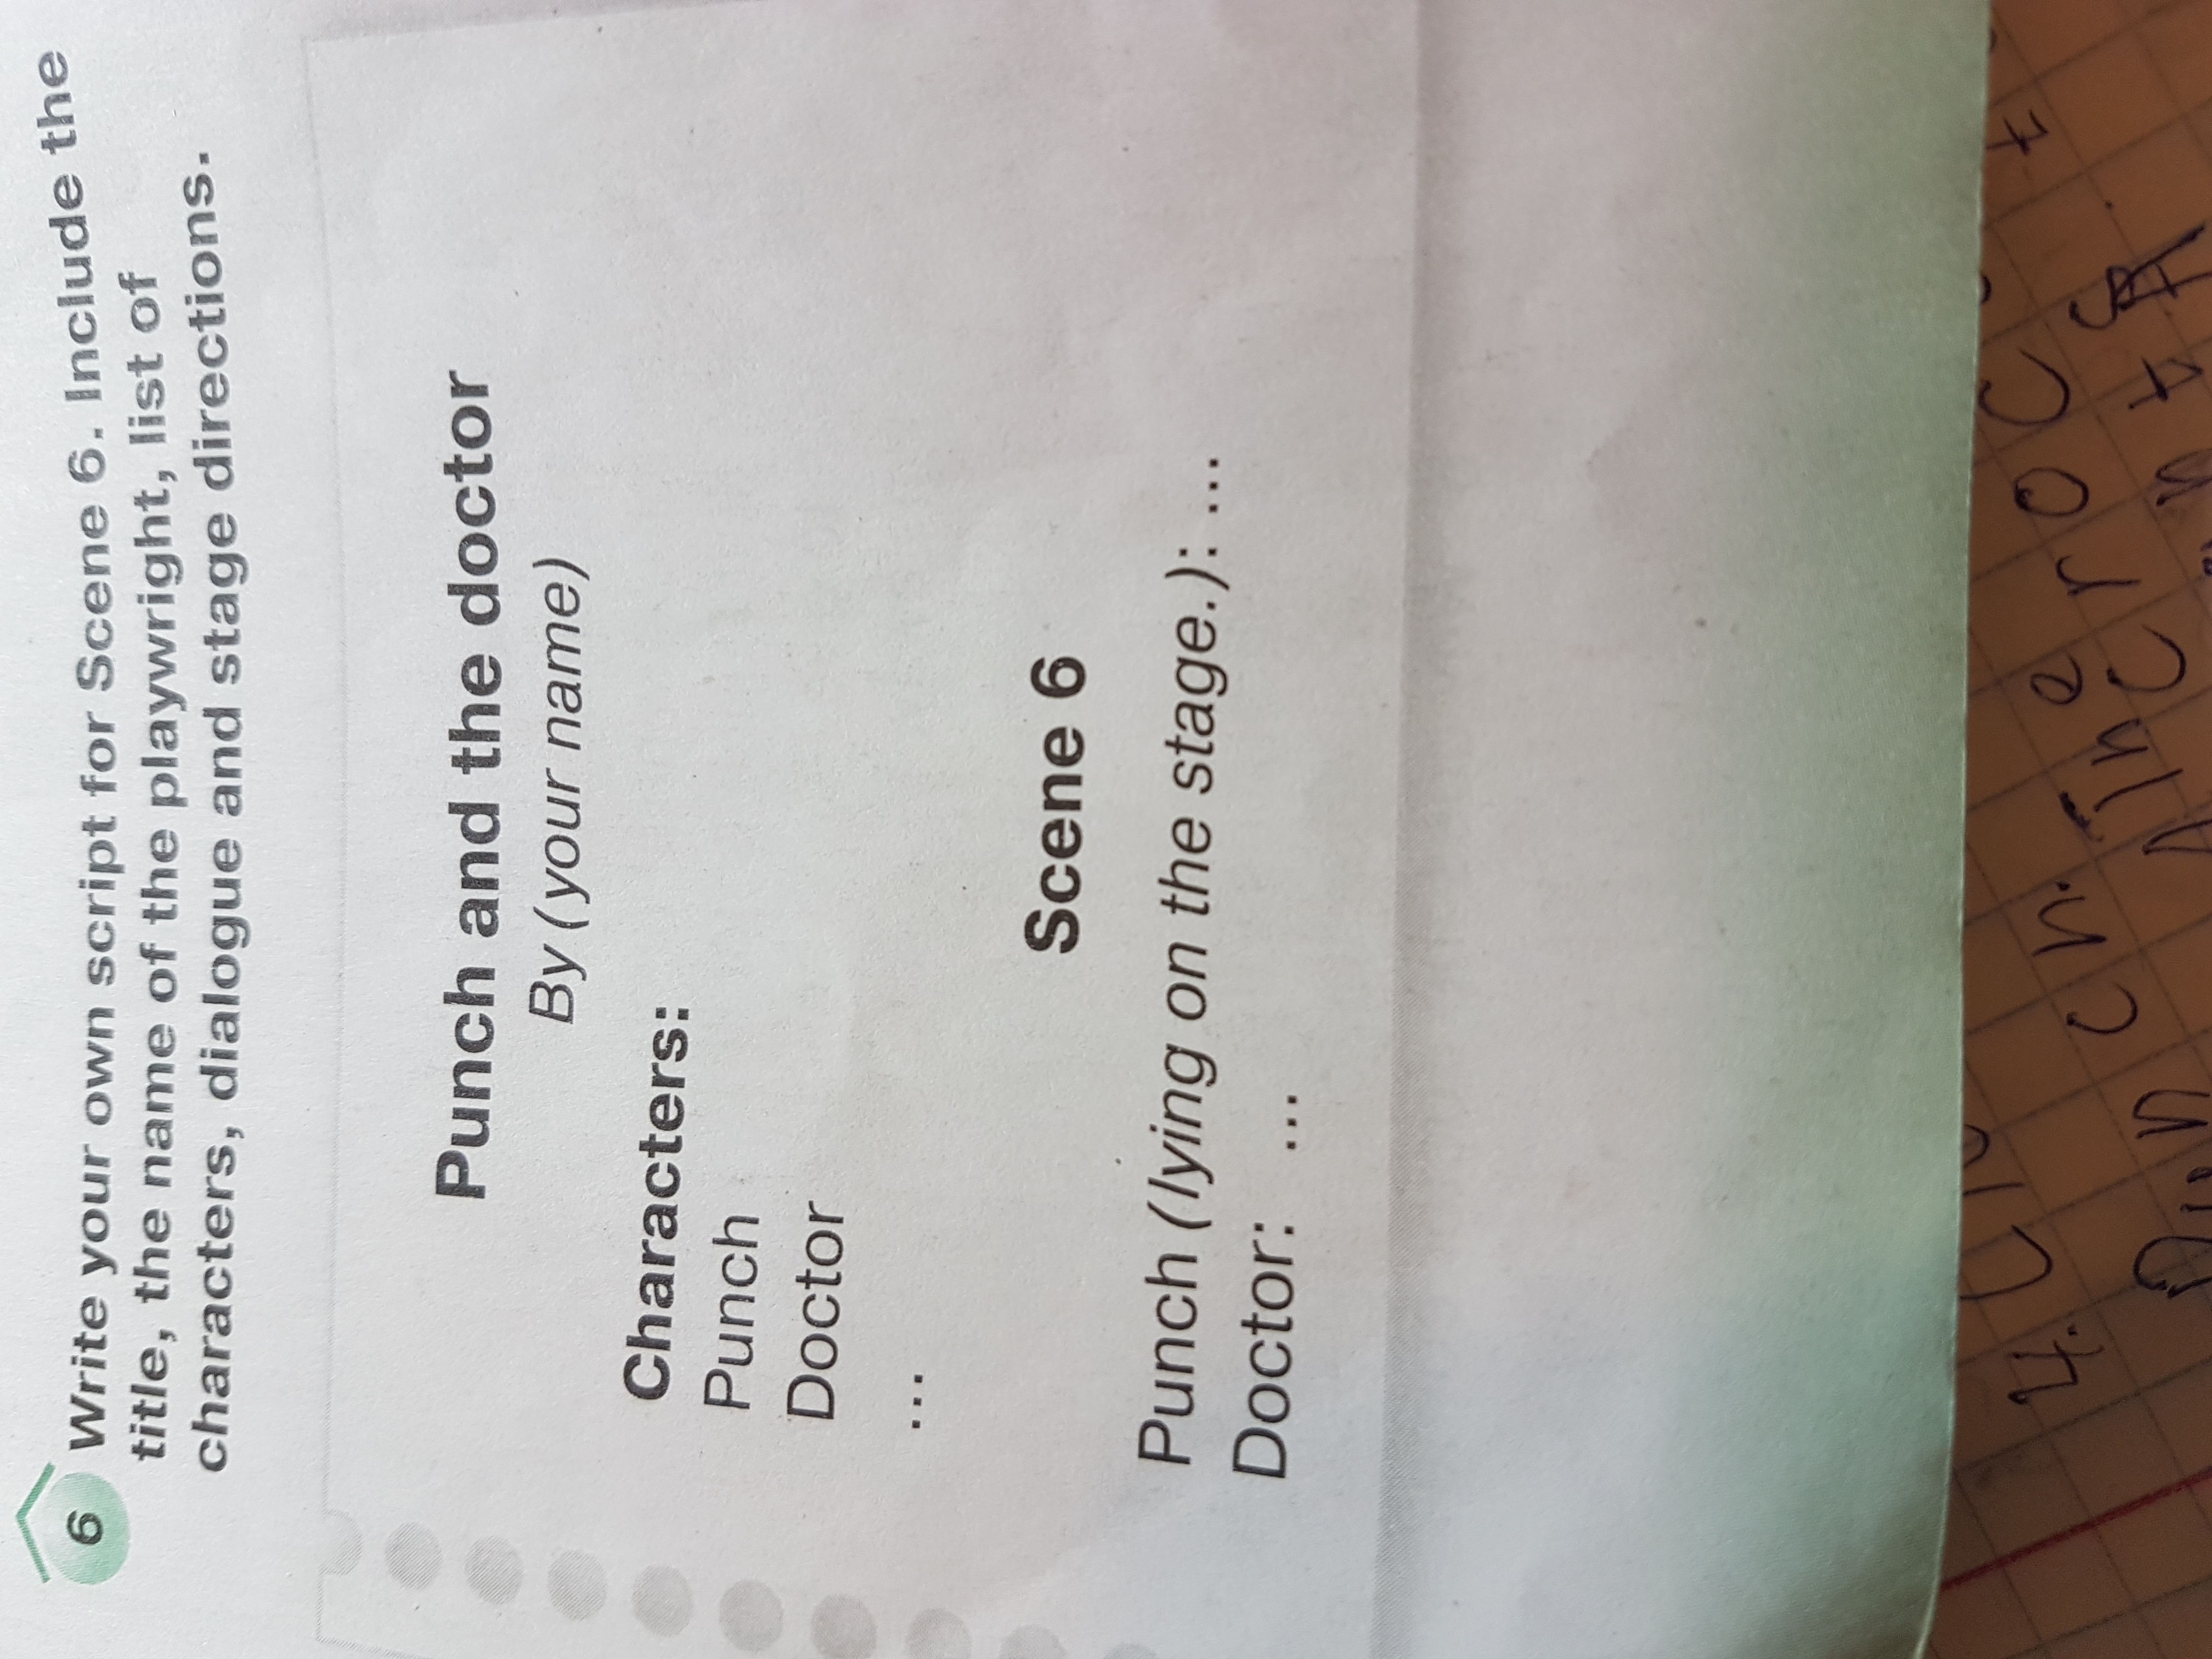 6 Write your own script for Scene 6. Include the
title, the name of the playwright, list of
characters, dialogue and stage directions.
Punch and the doctor
By (your name)
Characters:
Punch
Doctor
...
Scene 6
Punch (lying on the stage.): ...
Doctor: ...